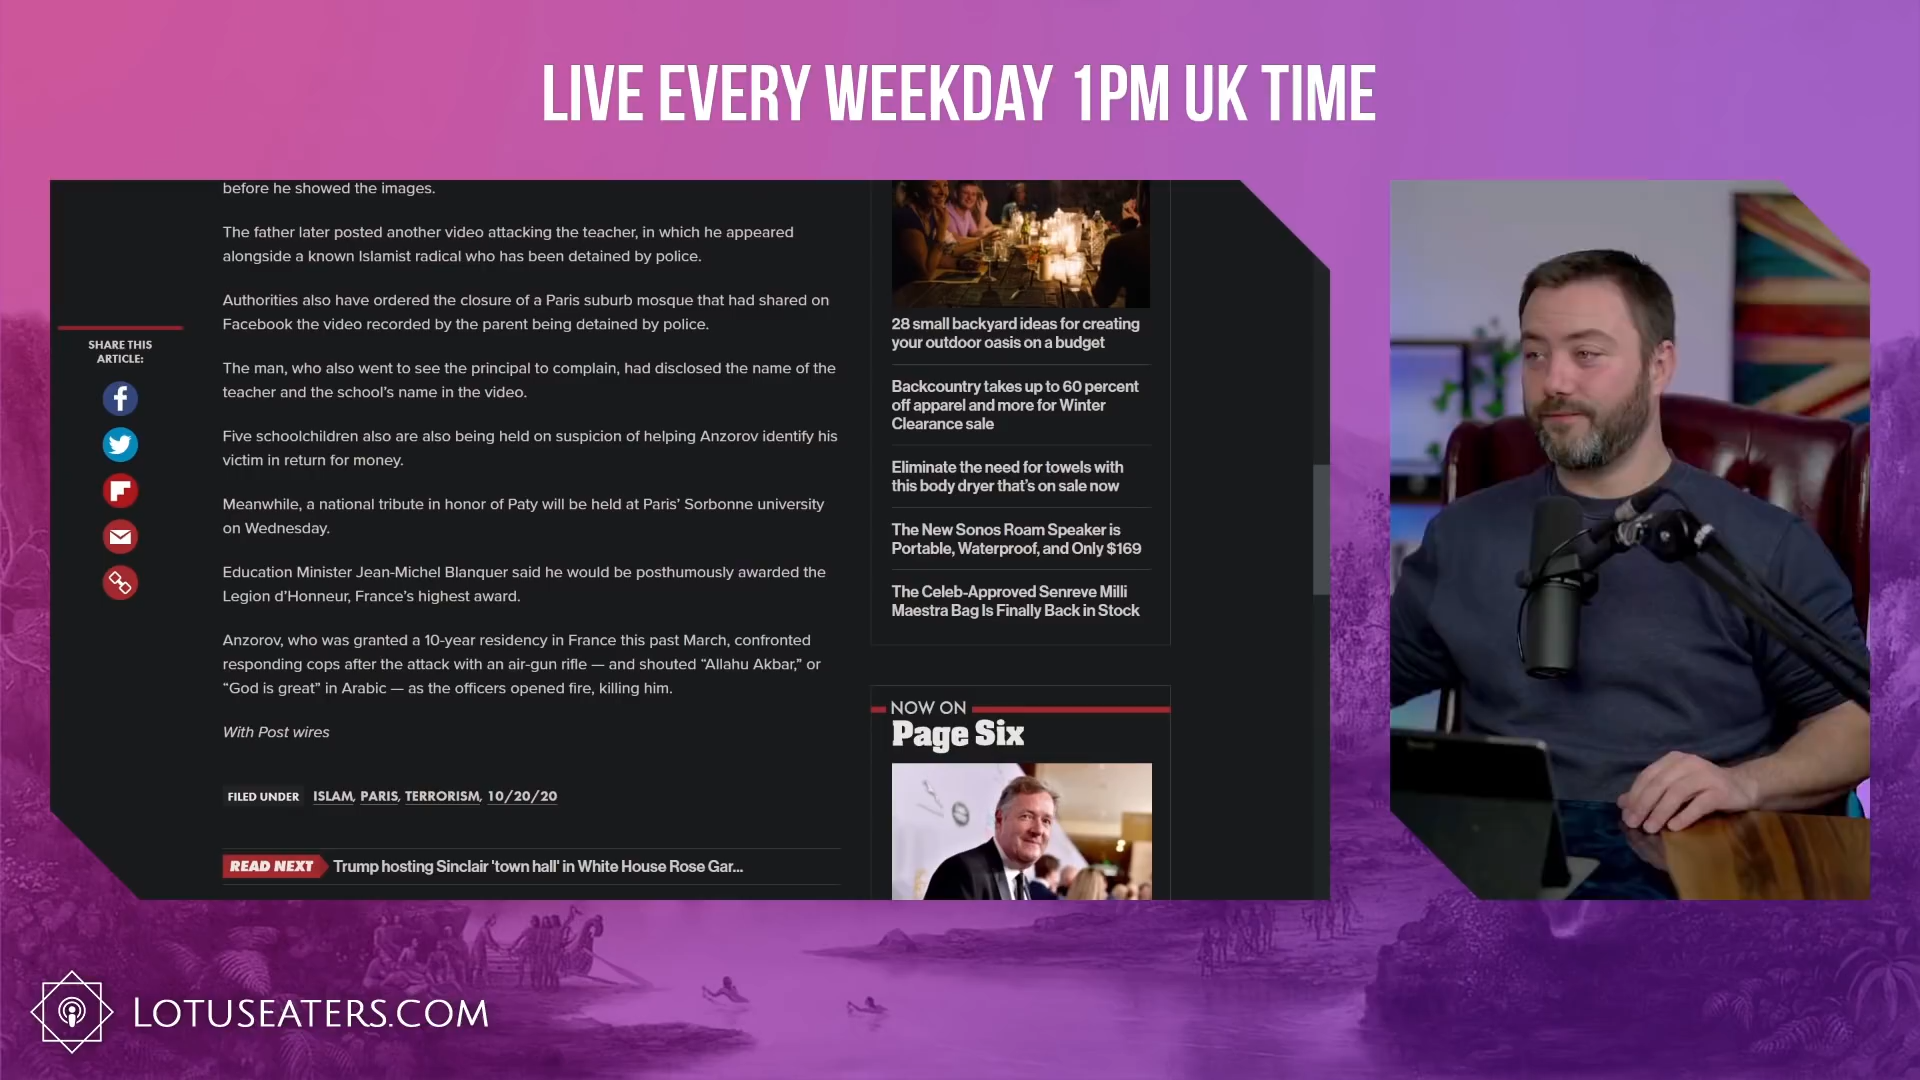 LIVE EVERY WEEKDAY 1PM UK TIME
before he showed the images.
The father later posted another video attacking the teacher, in which he appeared
alongside a known Islamist radical who has been detained by police.
Authorities also have ordered the closure of a Paris suburb mosque that had shared on
Facebook the video recorded by the parent being detained by police.
The man, who also went to see the principal to complain, had disclosed the name of the
teacher and the school’s name in the video.
Five schoolchildren also are also being held on suspicion of helping Anzorov identify his
victim in return for money.
Meanwhile, a national tribute in honor of Paty will be held at Paris’ Sorbonne university
on Wednesday.
Education Minister Jean-Michel Blanquer said he would be posthumously awarded the
Legion d’Honneur, France’s highest award.
Anzorov, who was granted a 10-year residency in France this past March, confronted
responding cops after the attack with an air-gun rifle — and shouted “Allahu Akbar,” or
“God is great” in Arabic — as the officers opened fire, killing him.
With Post wires
FILED UNDER ISLAM, PARIS, TERRORISM, 10/20/20
READ NEXT Trump hosting Sinclair 'town hall' in White House Rose Gar...
SHARE THIS
ARTICLE:
28 small backyard ideas for creating
your outdoor oasis on a budget
Backcountry takes up to 60 percent
off apparel and more for Winter
Clearance sale
Eliminate the need for towels with
this body dryer that’s on sale now
The New Sonos Roam Speaker is
Portable, Waterproof, and Only $169
The Celeb-Approved Senreve Milli
Maestra Bag Is Finally Back in Stock
NOW ON
Page Six
LOTUSEATERS.COM